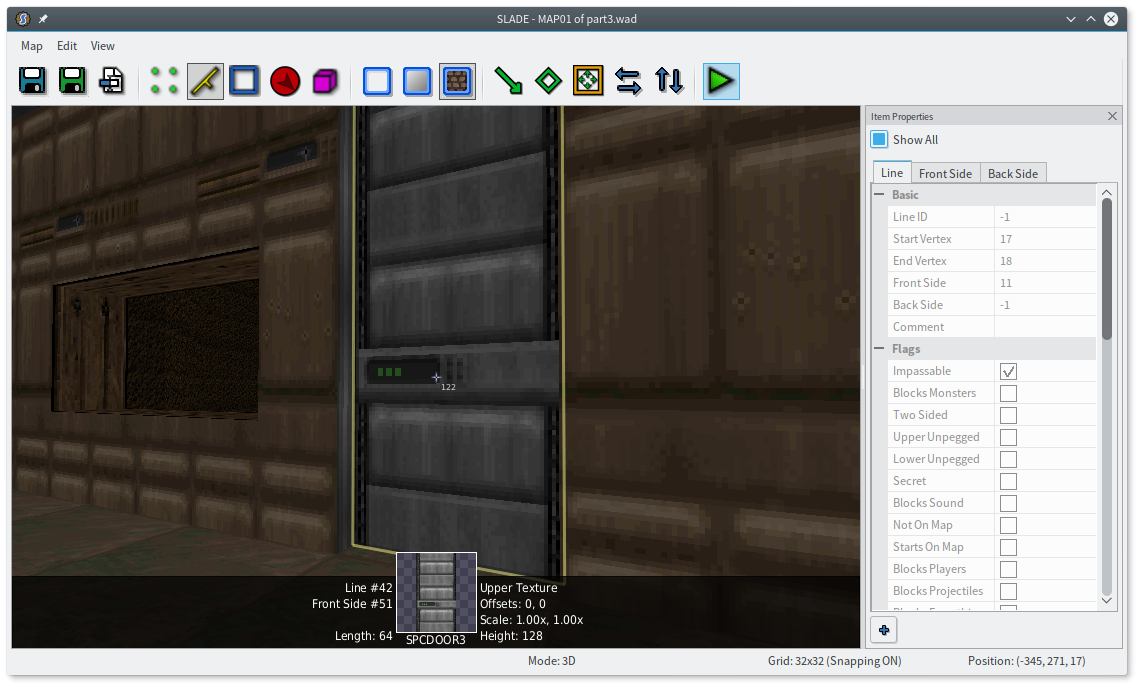 SLADE - MAP01 of part3.wad
Map Edit View
Item Properties
Show All
Line Front Side Back Side
Basic
Line ID -1
Start Vertex 17
End Vertex 18
Front Side 11
Back Side -1
Comment
Flags
Impassable
Blocks Monsters
Two Sided
Upper Unpegged
Lower Unpegged
Secret
Blocks Sound
Not On Map
Starts On Map
Blocks Players
Blocks Projectiles
122
Line #42
Front Side #51
Length: 64
SPCDOOR3
Upper Texture
Offsets: 0, 0
Scale: 1.00x, 1.00x
Height: 128
Mode: 3D Grid: 32x32 (Snapping ON) Position: (-345, 271, 17)